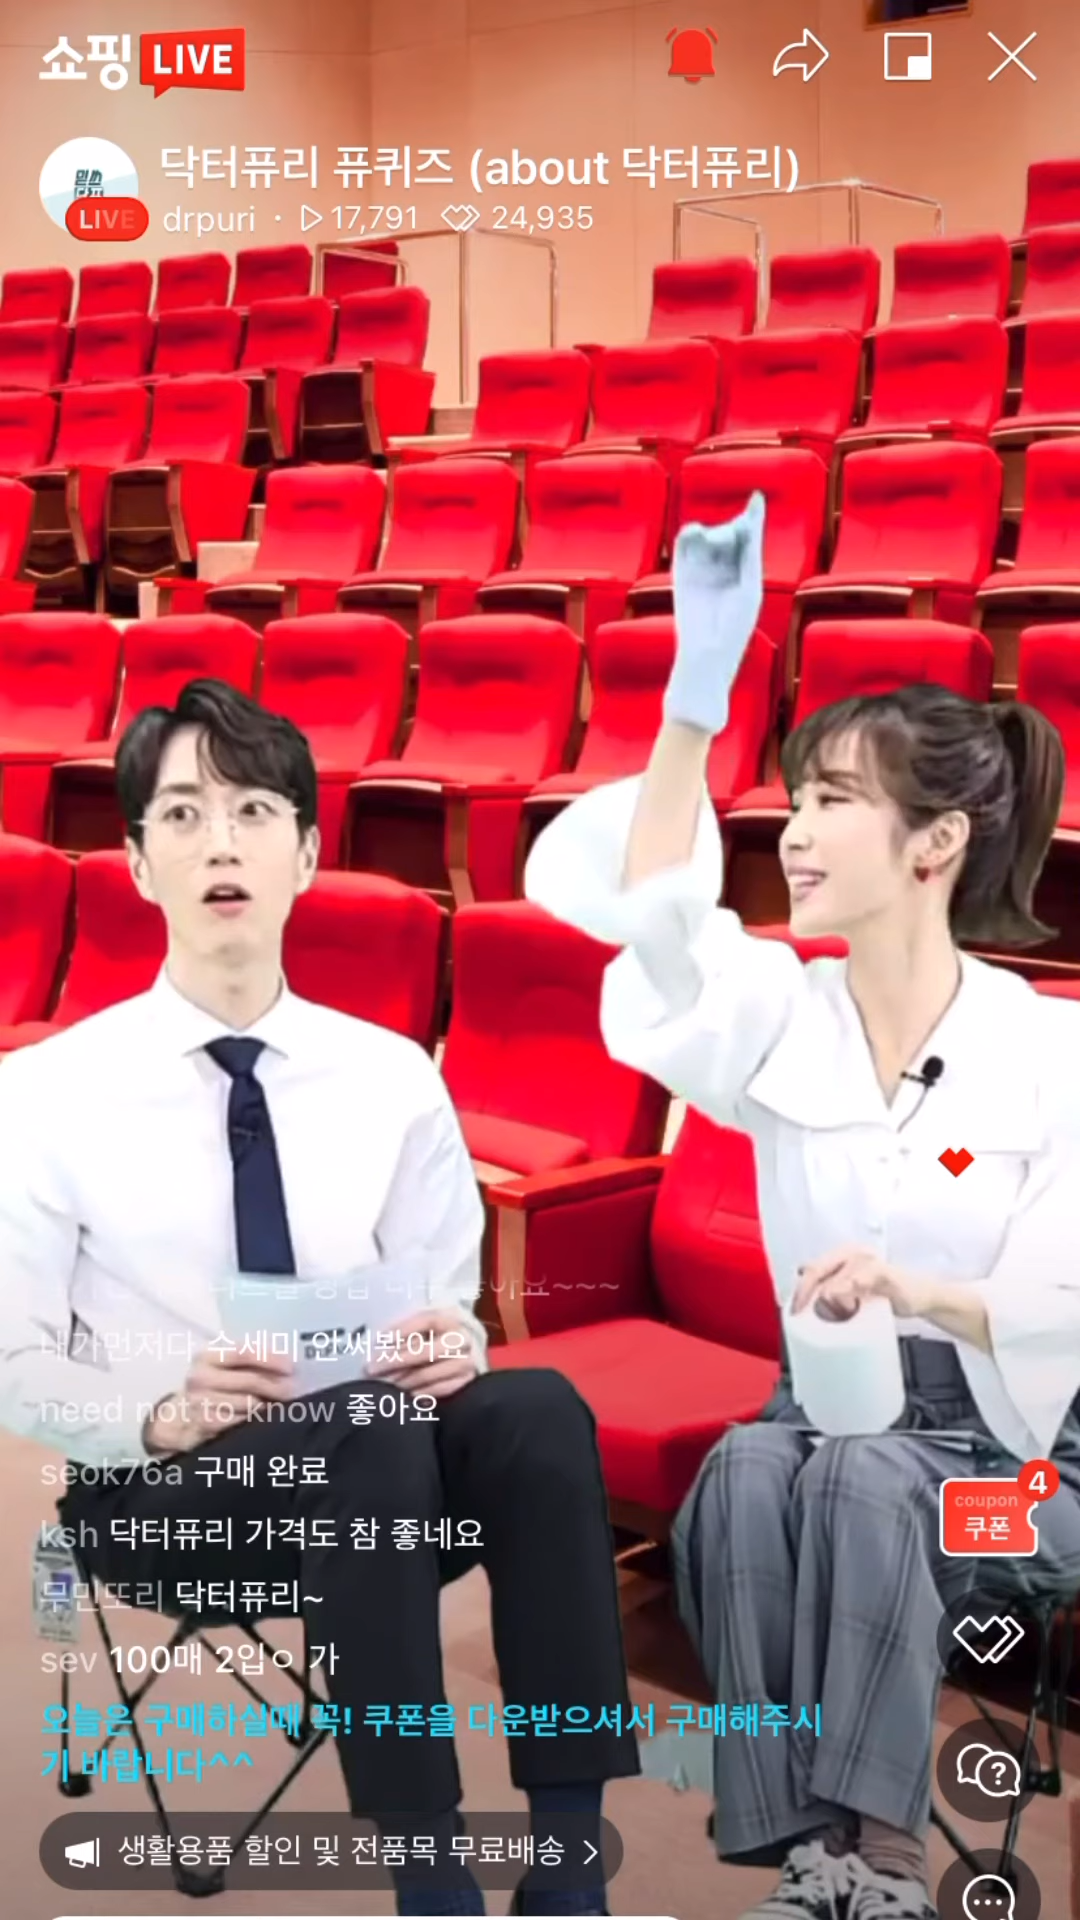 쇼핑 LIVE
닥터퓨리 퓨퀴즈 (about 닥터퓨리)
LIVE drpuri · 17,791 24,935
좋아요~~~
내가먼저다 수세미 안써봤어요
need not to know 좋아요
seok76a 구매 완료
ksh 닥터퓨리 가격도 참 좋네요
무민또리 닥터퓨리~
sev 100매 2입ㅇ 가
오늘은 구매하실때 꼭! 쿠폰을 다운받으셔서 구매해주시
기 바랍니다^^
4
coupon
쿠폰
생활용품 할인 및 전품목 무료배송